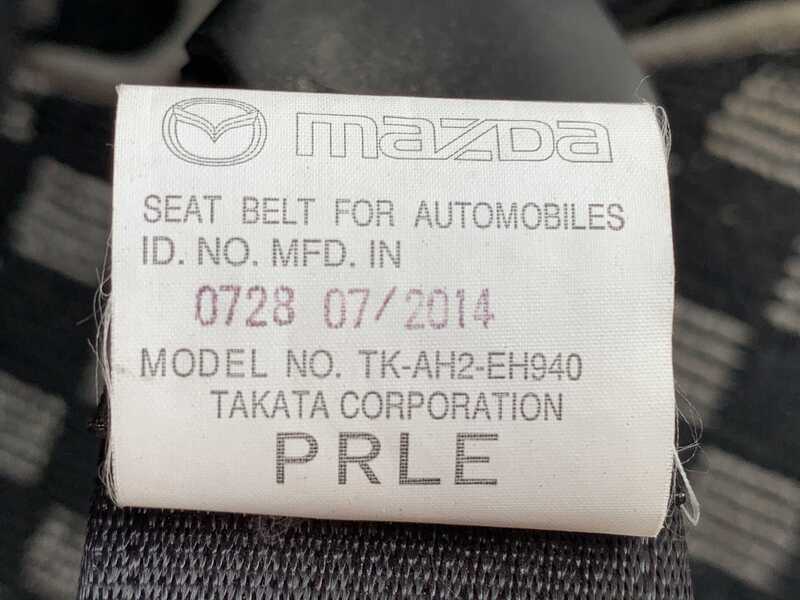 mazda
SEAT BELT FOR AUTOMOBILES
ID. NO. MFD. IN
0728 07/2014
MODEL NO. TK-AH2-EH940
TAKATA CORPORATION
PRLE